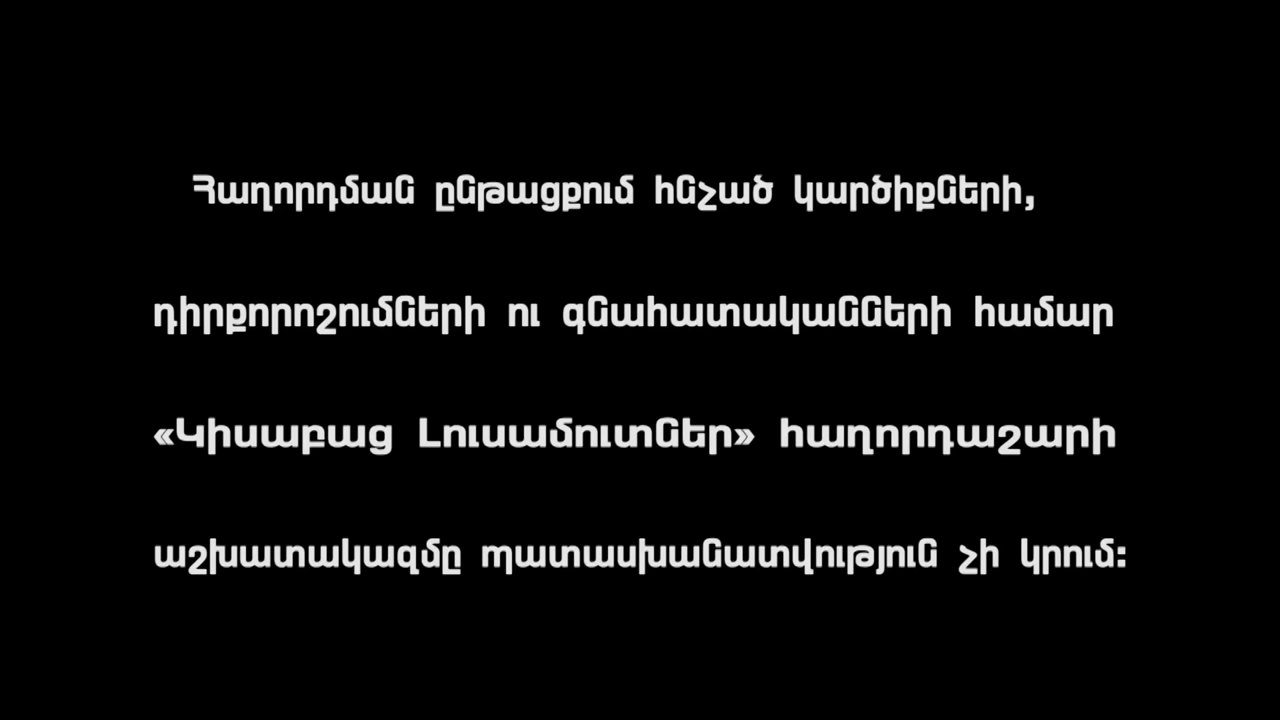 Հաղորդման ընթացքում հնչած կարծիքների,
դիրքորոշումների ու գնահատականների համար
«Կիսաբաց Լուսամուտներ» հաղորդաշարի
աշխատակազմը պատասխանատվություն չի կրում: